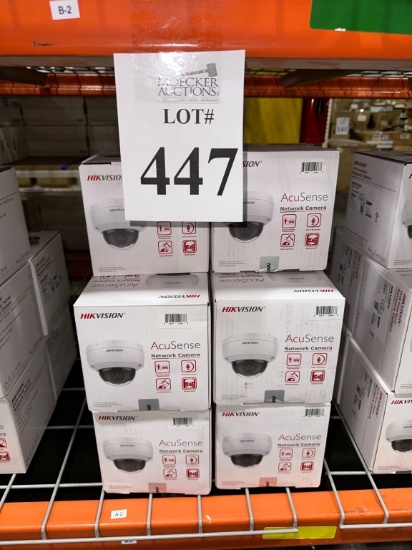 B-2
MOECKER
AUCTIONS
LOT#
447
HIKVISION
AcuSense
Network Camera
HIKVISION
AcuSense
Network Camera
HIKVISION
AcuSense
Network Camera
HIKVISION
AcuSense
Network Camera
HIKVISION
AcuSense
Network Camera
HIKVISION
AcuSense
Network Camera